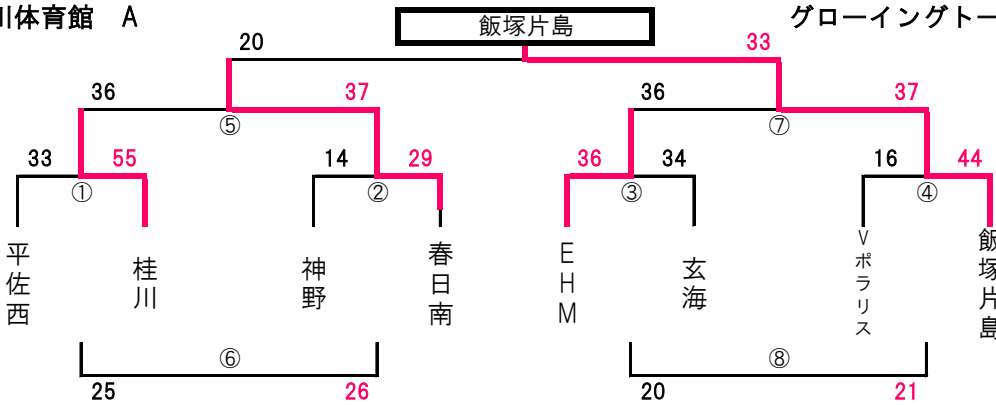 川体育館　A
グローイングトー
飯塚片島
20
33
36
37
36
37
⑤
⑦
33
55
14
29
36
34
16
44
①
②
③
④
平佐西
桂川
神野
春日南
EHM
玄海
Vポラリス
飯塚片島
⑥
⑧
25
26
20
21